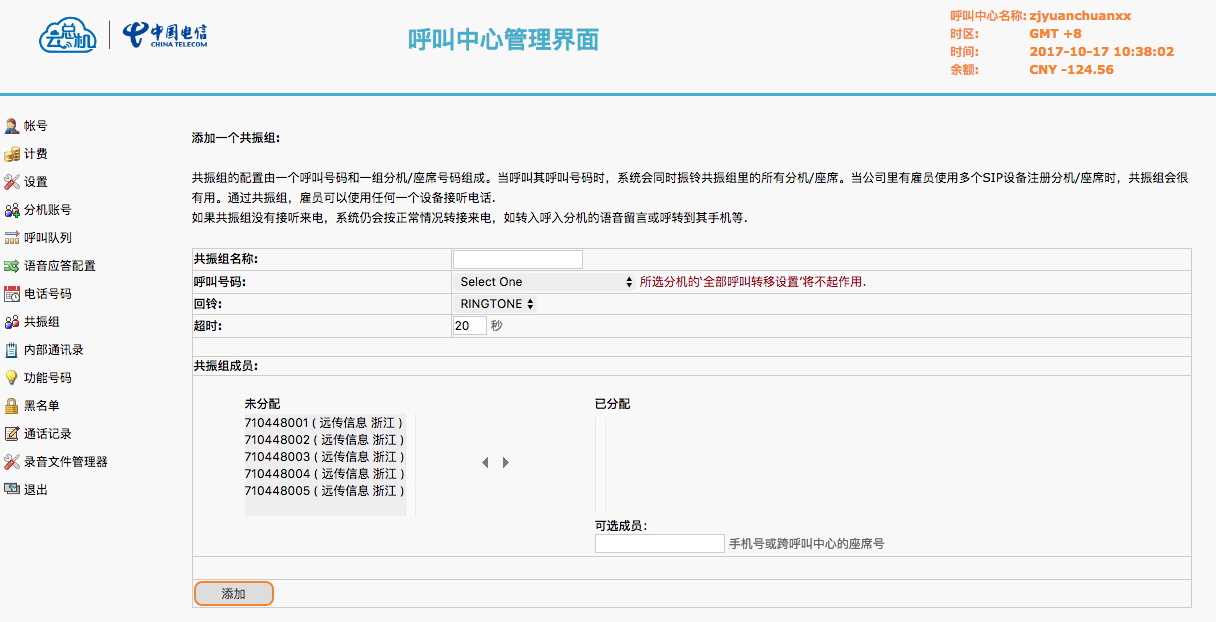 云总机
中国电信
CHINA TELECOM
呼叫中心管理界面
呼叫中心名称: zjyuanchuanxx
时区: GMT +8
时间: 2017-10-17 10:38:02
余额: CNY -124.56
帐号
计费
设置
分机账号
呼叫队列
语音应答配置
电话号码
共振组
内部通讯录
功能号码
黑名单
通话记录
录音文件管理器
退出
添加一个共振组:
共振组的配置由一个呼叫号码和一组分机/座席号码组成。当呼叫其呼叫号码时，系统会同时振铃共振组里的所有分机/座席。当公司里有雇员使用多个SIP设备注册分机/座席时，共振组会很
有用。通过共振组，雇员可以使用任何一个设备接听电话.
如果共振组没有接听来电，系统仍会按正常情况转接来电，如转入呼入分机的语音留言或呼转到其手机等.
共振组名称:
呼叫号码: Select One 所选分机的'全部呼叫转移设置'将不起作用.
回铃: RINGTONE
超时: 20 秒
共振组成员:
未分配
710448001 ( 远传信息 浙江 )
710448002 ( 远传信息 浙江 )
710448003 ( 远传信息 浙江 )
710448004 ( 远传信息 浙江 )
710448005 ( 远传信息 浙江 )
已分配
可选成员:
手机号或跨呼叫中心的座席号
添加